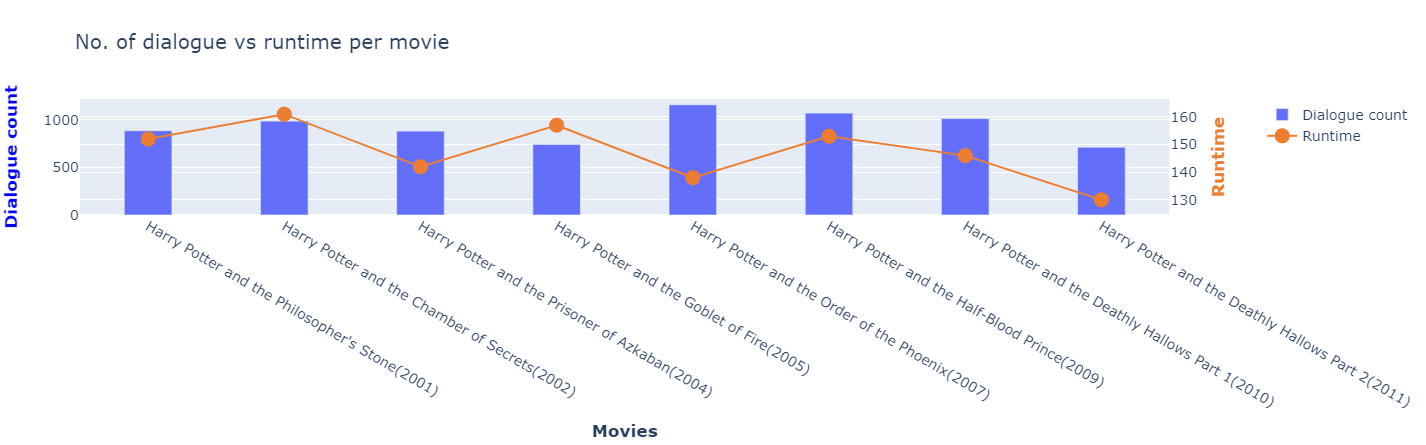 No. of dialogue vs runtime per movie
Dialogue count
1000
500
0
160
150
140
130
Runtime
Dialogue count
Runtime
Harry Potter and the Philosopher's Stone(2001)
Harry Potter and the Chamber of Secrets(2002)
Harry Potter and the Prisoner of Azkaban(2004)
Harry Potter and the Goblet of Fire(2005)
Harry Potter and the Order of the Phoenix(2007)
Harry Potter and the Half-Blood Prince(2009)
Harry Potter and the Deathly Hallows Part 1(2010)
Harry Potter and the Deathly Hallows Part 2(2011)
Movies